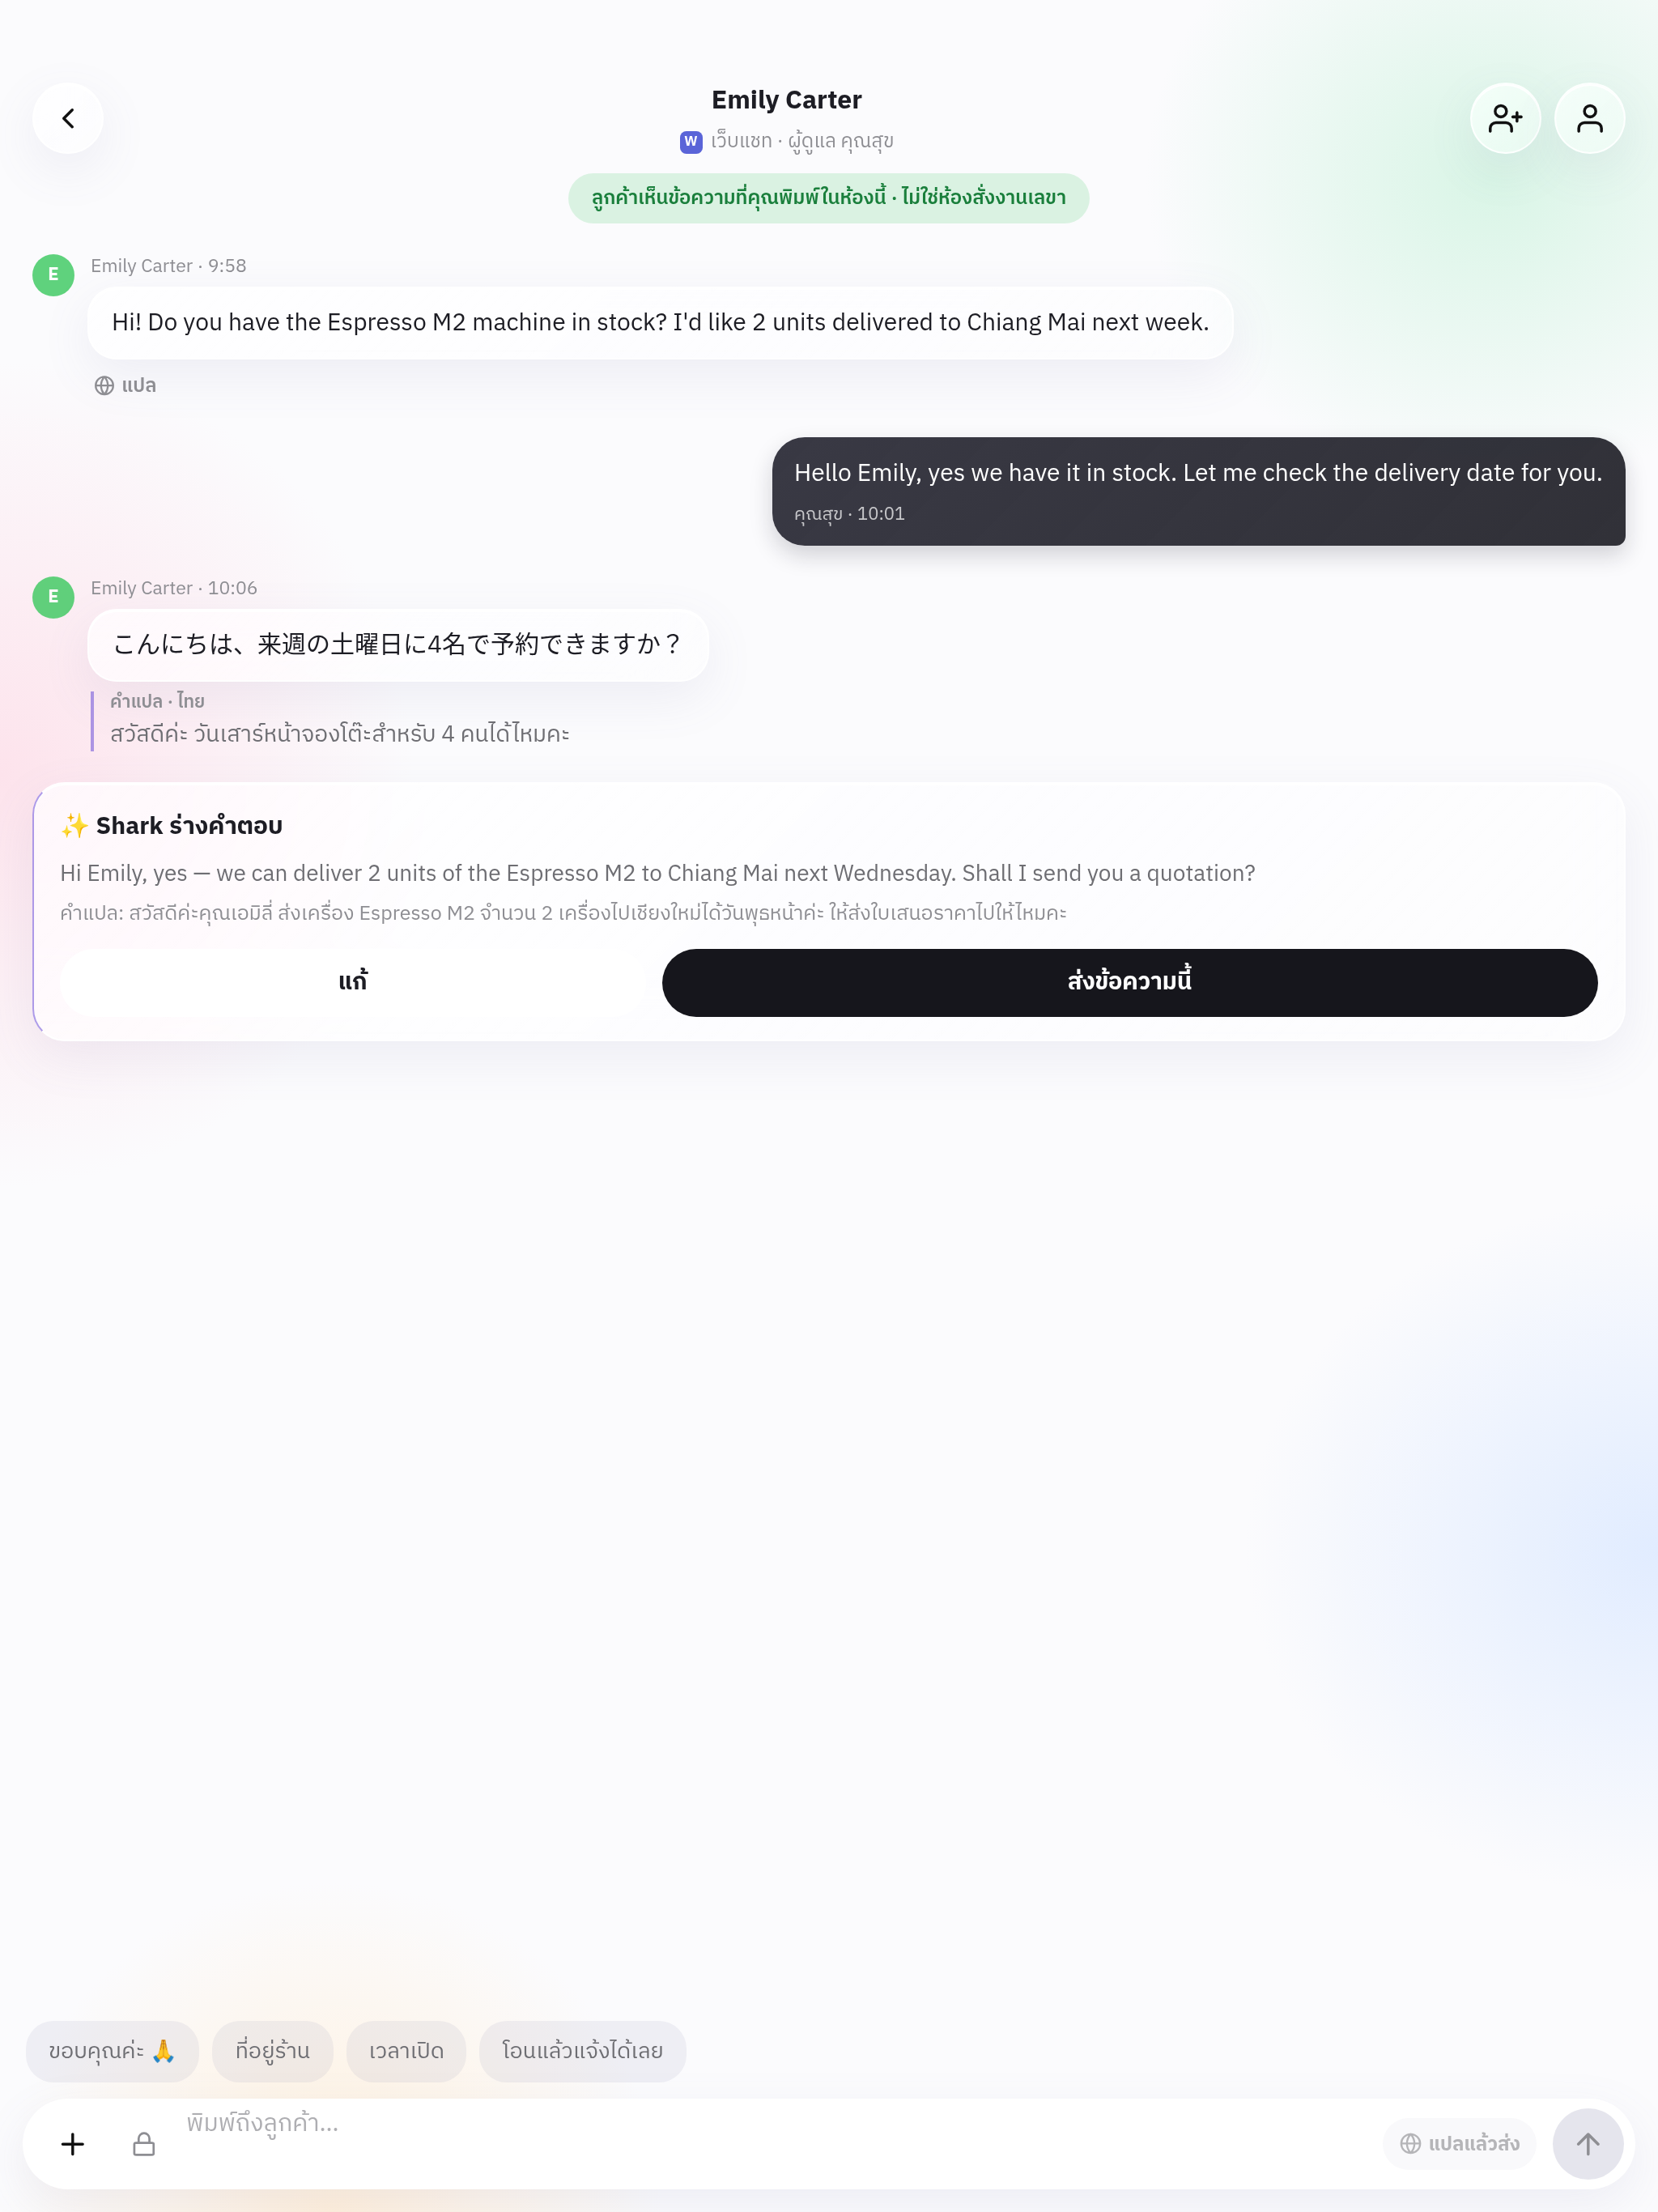 Emily Carter
W เว็บแชท · ผู้ดูแล คุณสุข
ลูกค้าเห็นข้อความที่คุณพิมพ์ในห้องนี้ · ไม่ใช่ห้องสั่งงานเลขา
E
Emily Carter · 9:58
Hi! Do you have the Espresso M2 machine in stock? I'd like 2 units delivered to Chiang Mai next week.
แปล
Hello Emily, yes we have it in stock. Let me check the delivery date for you.
คุณสุข · 10:01
E
Emily Carter · 10:06
こんにちは、来週の土曜日に4名で予約できますか？
คำแปล · ไทย
สวัสดีค่ะ วันเสาร์หน้าจองโต๊ะสำหรับ 4 คนได้ไหมคะ
✨ Shark ร่างคำตอบ
Hi Emily, yes — we can deliver 2 units of the Espresso M2 to Chiang Mai next Wednesday. Shall I send you a quotation?
คำแปล: สวัสดีค่ะคุณเอมิลี่ ส่งเครื่อง Espresso M2 จำนวน 2 เครื่องไปเชียงใหม่ได้วันพุธหน้าค่ะ ให้ส่งใบเสนอราคาไปให้ไหมคะ
แก้ ส่งข้อความนี้
ขอบคุณค่ะ 🙏 ที่อยู่ร้าน เวลาเปิด โอนแล้วแจ้งได้เลย
พิมพ์ถึงลูกค้า...
แปลแล้วส่ง